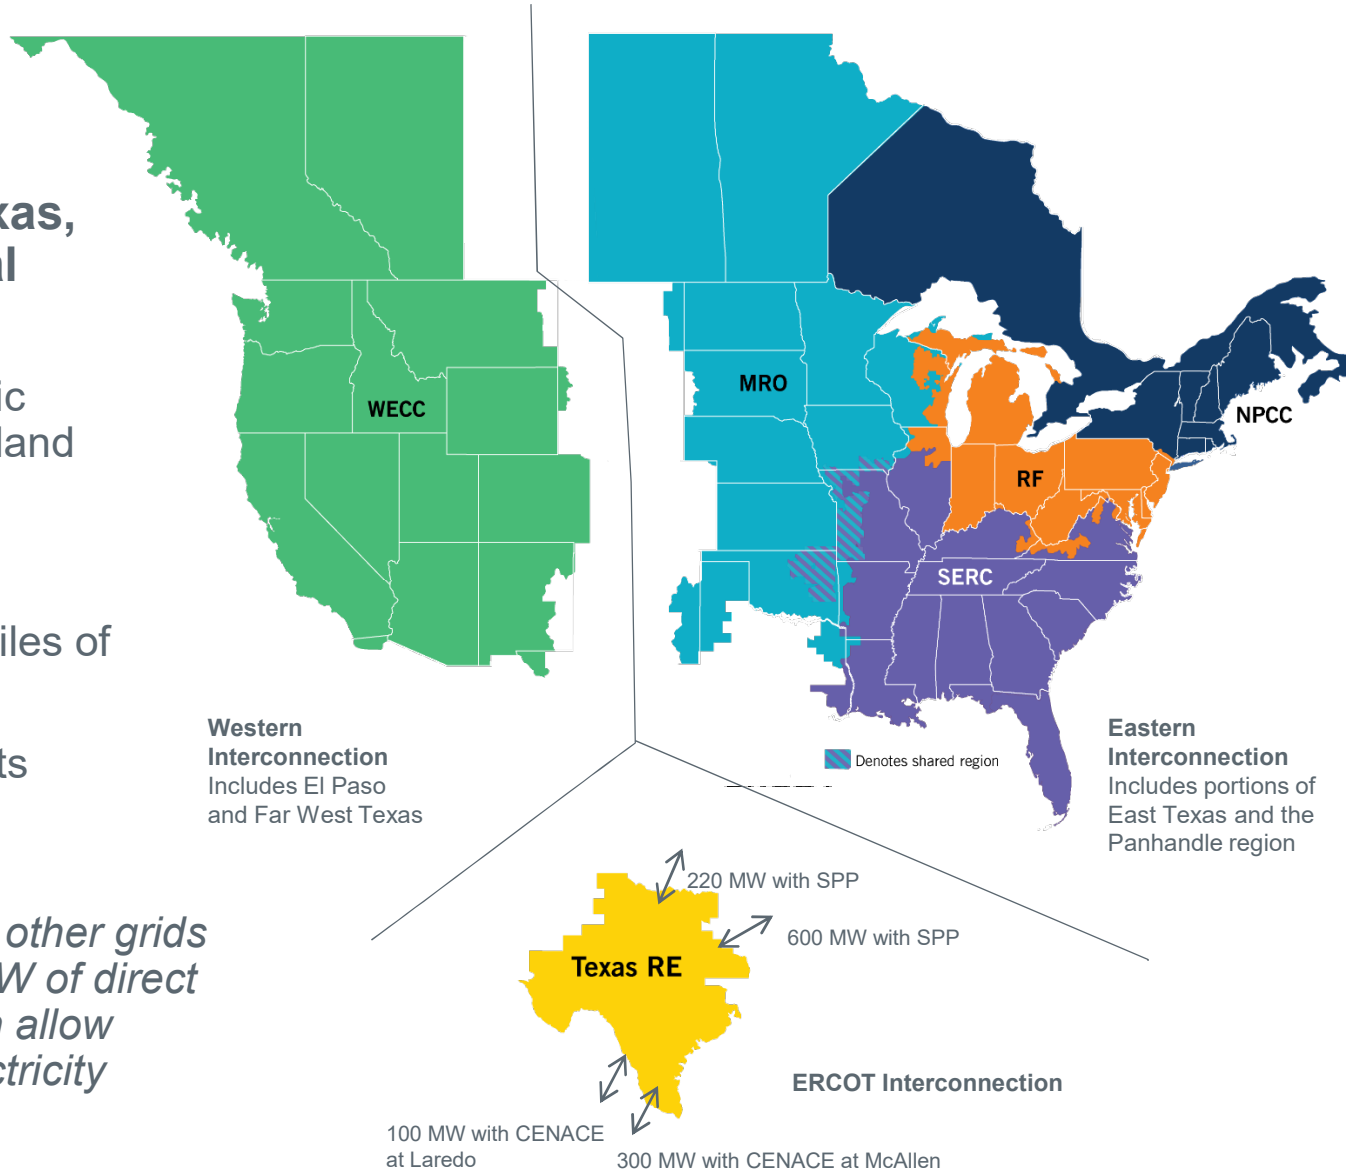 xas,
al
ic
land
iles of
ts
other grids
W of direct
n allow
ctricity
WECC
MRO
NPCC
RF
SERC
Western
Interconnection
Includes El Paso
and Far West Texas
Denotes shared region
Eastern
Interconnection
Includes portions of
East Texas and the
Panhandle region
220 MW with SPP
600 MW with SPP
Texas RE
ERCOT Interconnection
100 MW with CENACE
at Laredo
300 MW with CENACE at McAllen